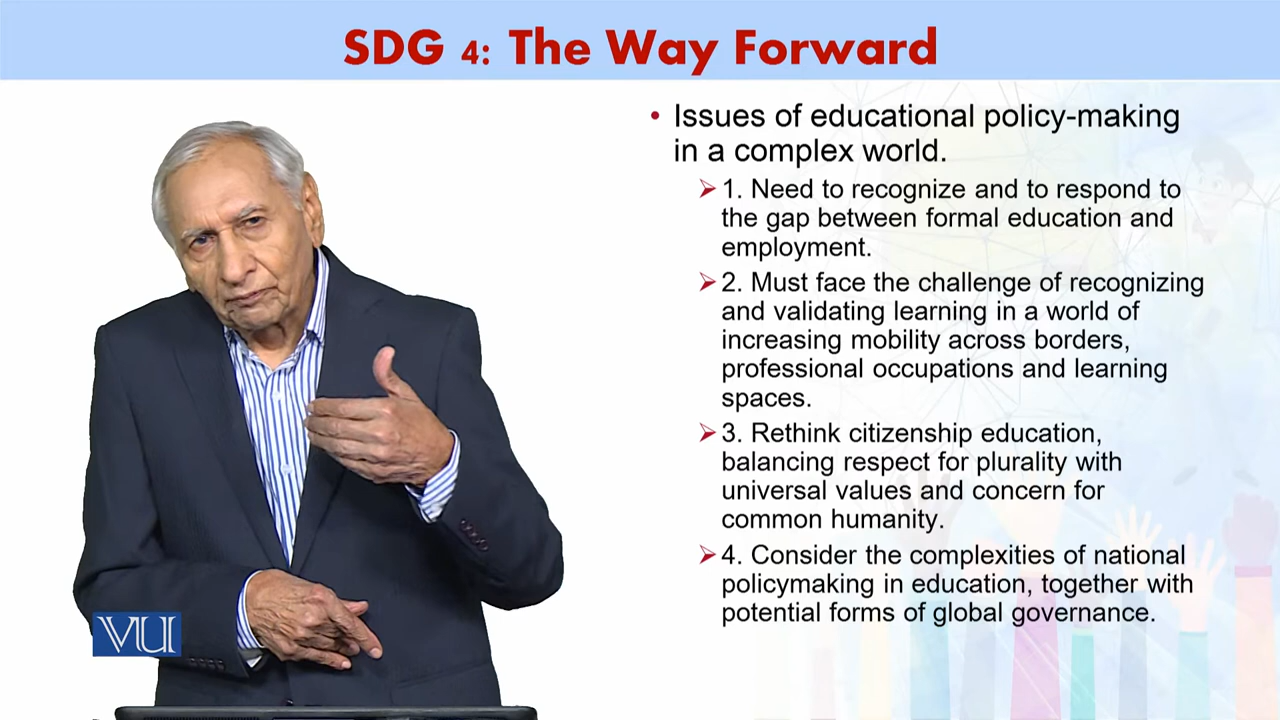 SDG 4: The Way Forward
• Issues of educational policy-making
in a complex world.
➢1. Need to recognize and to respond to
the gap between formal education and
employment.
➢2. Must face the challenge of recognizing
and validating learning in a world of
increasing mobility across borders,
professional occupations and learning
spaces.
➢3. Rethink citizenship education,
balancing respect for plurality with
universal values and concern for
common humanity.
➢4. Consider the complexities of national
policymaking in education, together with
potential forms of global governance.
VU